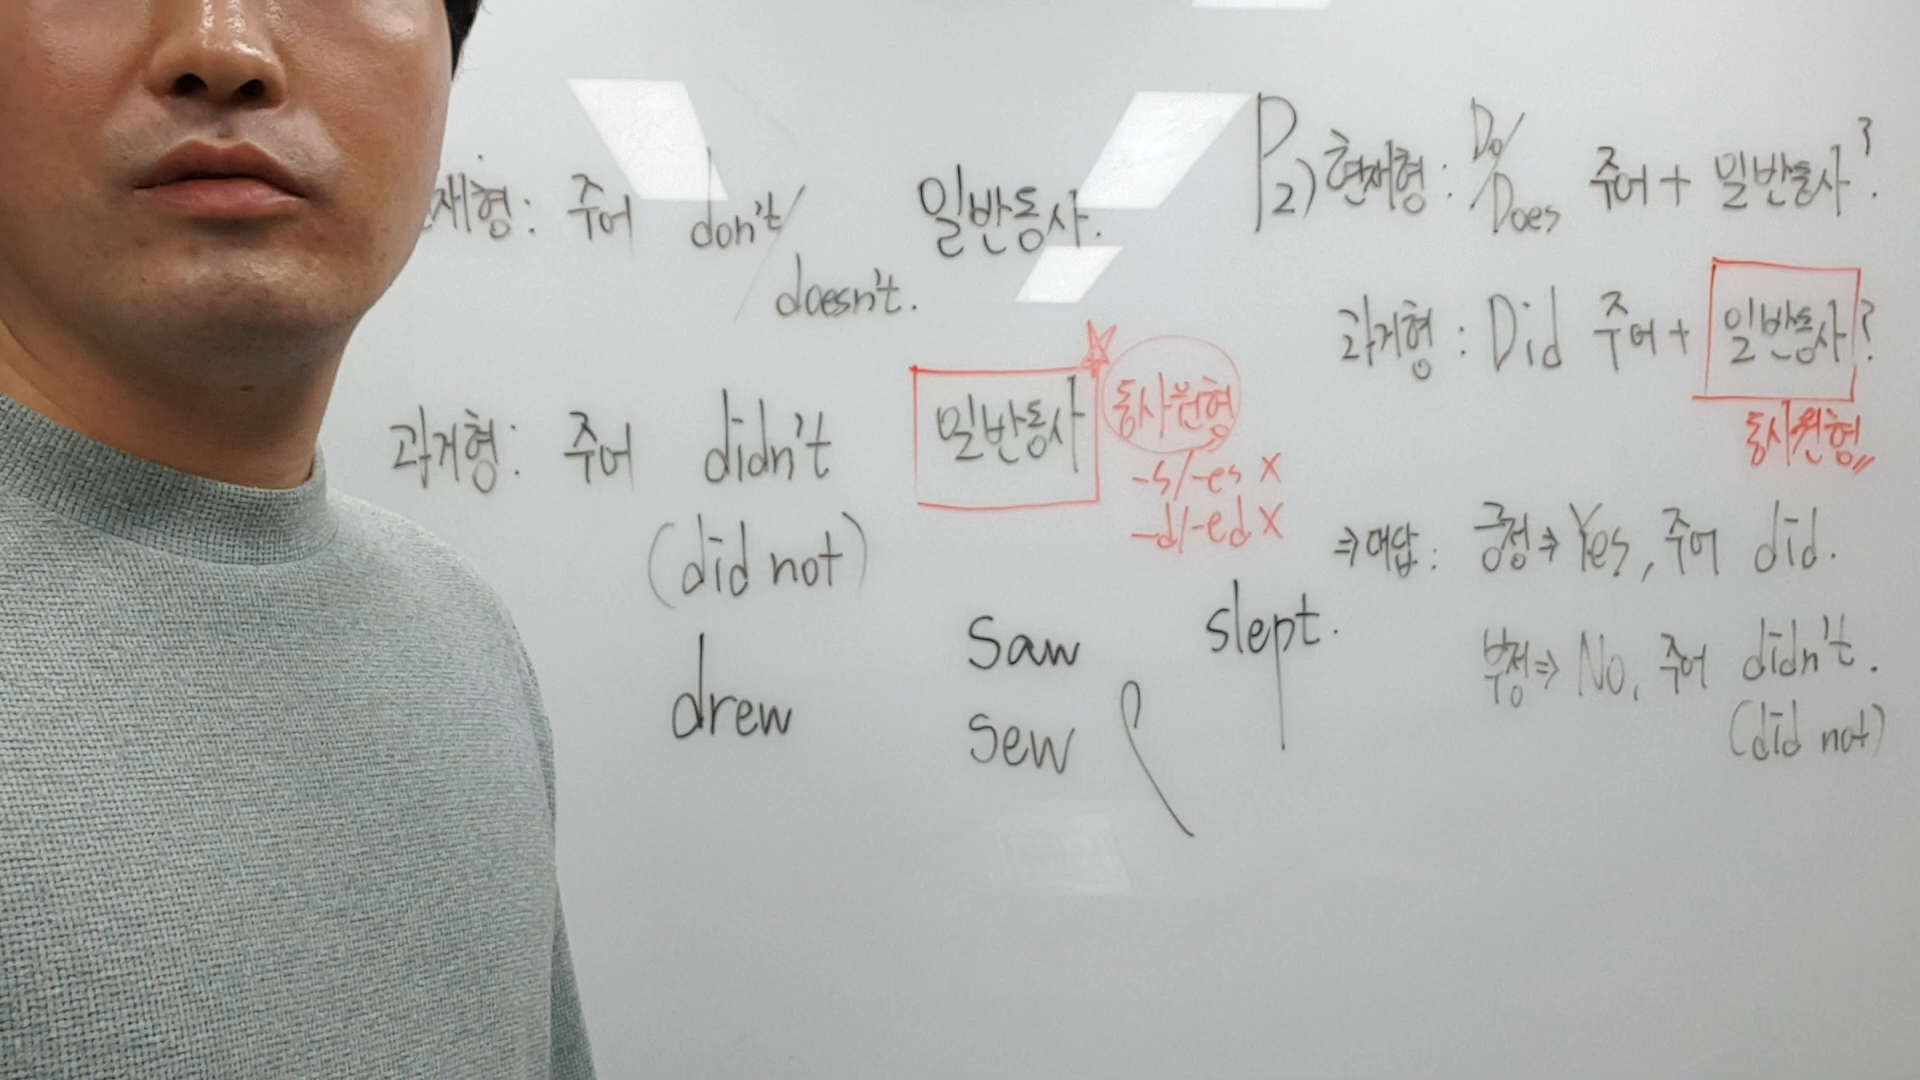 재형: 주어 don't/doesn't. 일반동사.
과거형: 주어 didn't 일반동사 동사원형
-s/-es X
-d/-ed X
(did not)
drew saw slept.
sew
2) 현재형: Do/Does 주어+ 일반동사?
과거형: Did 주어+ 일반동사?
동사원형
⇒대답: 긍정⇒Yes, 주어 did.
부정⇒No, 주어 didn't.
(did not)